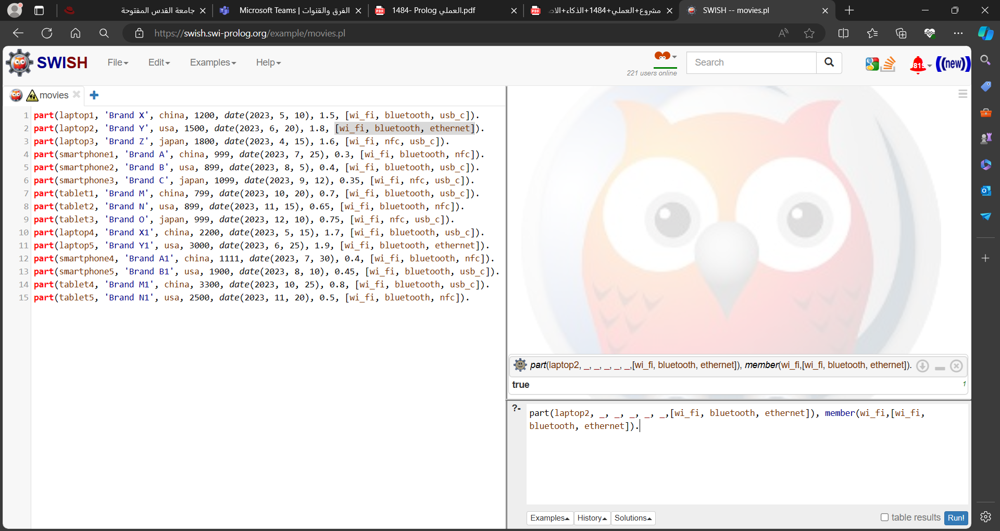 جامعة القدس المفتوحة
Microsoft Teams | الفرق والقنوات
1484- Prolog العملي.pdf
مشروع+العملي+1484+الذكاء+الاص
SWISH -- movies.pl
https://swish.swi-prolog.org/example/movies.pl
SWISH
File
Edit
Examples
Help
221 users online
Search
819
((new))
movies
1 part(laptop1, 'Brand X', china, 1200, date(2023, 5, 10), 1.5, [wi_fi, bluetooth, usb_c]).
2 part(laptop2, 'Brand Y', usa, 1500, date(2023, 6, 20), 1.8, [wi_fi, bluetooth, ethernet]).
3 part(laptop3, 'Brand Z', japan, 1800, date(2023, 4, 15), 1.6, [wi_fi, nfc, usb_c]).
4 part(smartphone1, 'Brand A', china, 999, date(2023, 7, 25), 0.3, [wi_fi, bluetooth, nfc]).
5 part(smartphone2, 'Brand B', usa, 899, date(2023, 8, 5), 0.4, [wi_fi, bluetooth, usb_c]).
6 part(smartphone3, 'Brand C', japan, 1099, date(2023, 9, 12), 0.35, [wi_fi, nfc, usb_c]).
7 part(tablet1, 'Brand M', china, 799, date(2023, 10, 20), 0.7, [wi_fi, bluetooth, usb_c]).
8 part(tablet2, 'Brand N', usa, 899, date(2023, 11, 15), 0.65, [wi_fi, bluetooth, nfc]).
9 part(tablet3, 'Brand O', japan, 999, date(2023, 12, 10), 0.75, [wi_fi, nfc, usb_c]).
10 part(laptop4, 'Brand X1', china, 2200, date(2023, 5, 15), 1.7, [wi_fi, bluetooth, usb_c]).
11 part(laptop5, 'Brand Y1', usa, 3000, date(2023, 6, 25), 1.9, [wi_fi, bluetooth, ethernet]).
12 part(smartphone4, 'Brand A1', china, 1111, date(2023, 7, 30), 0.4, [wi_fi, bluetooth, nfc]).
13 part(smartphone5, 'Brand B1', usa, 1900, date(2023, 8, 10), 0.45, [wi_fi, bluetooth, usb_c]).
14 part(tablet4, 'Brand M1', china, 3300, date(2023, 10, 25), 0.8, [wi_fi, bluetooth, usb_c]).
15 part(tablet5, 'Brand N1', usa, 2500, date(2023, 11, 20), 0.5, [wi_fi, bluetooth, nfc]).
part(laptop2, _, _, _, _, _,[wi_fi, bluetooth, ethernet]), member(wi_fi,[wi_fi, bluetooth, ethernet]).
true
1
?-
part(laptop2, _, _, _, _, _,[wi_fi, bluetooth, ethernet]), member(wi_fi,[wi_fi,
bluetooth, ethernet]).
Examples
History
Solutions
table results
Run!